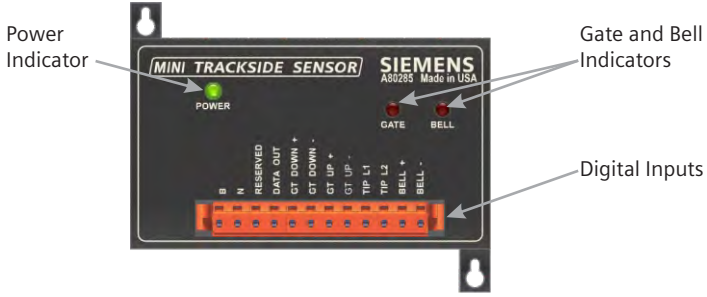 Power
Indicator
Gate and Bell
Indicators
MINI TRACKSIDE SENSOR
SIEMENS
A80285 Made in USA
POWER
GATE
BELL
B
N
RESERVED
DATA OUT
GT DOWN +
GT DOWN -
GT UP +
GT UP -
TIP L1
TIP L2
BELL +
BELL -
Digital Inputs